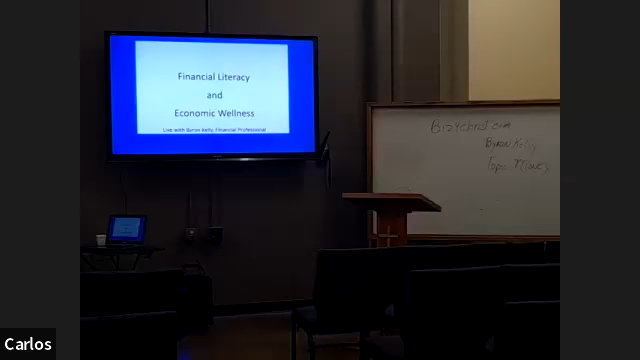 Financial Literacy
and
Economic Wellness
Live with Byron Kelly, Financial Professional
Byron Kelly
Topic Money
Carlos